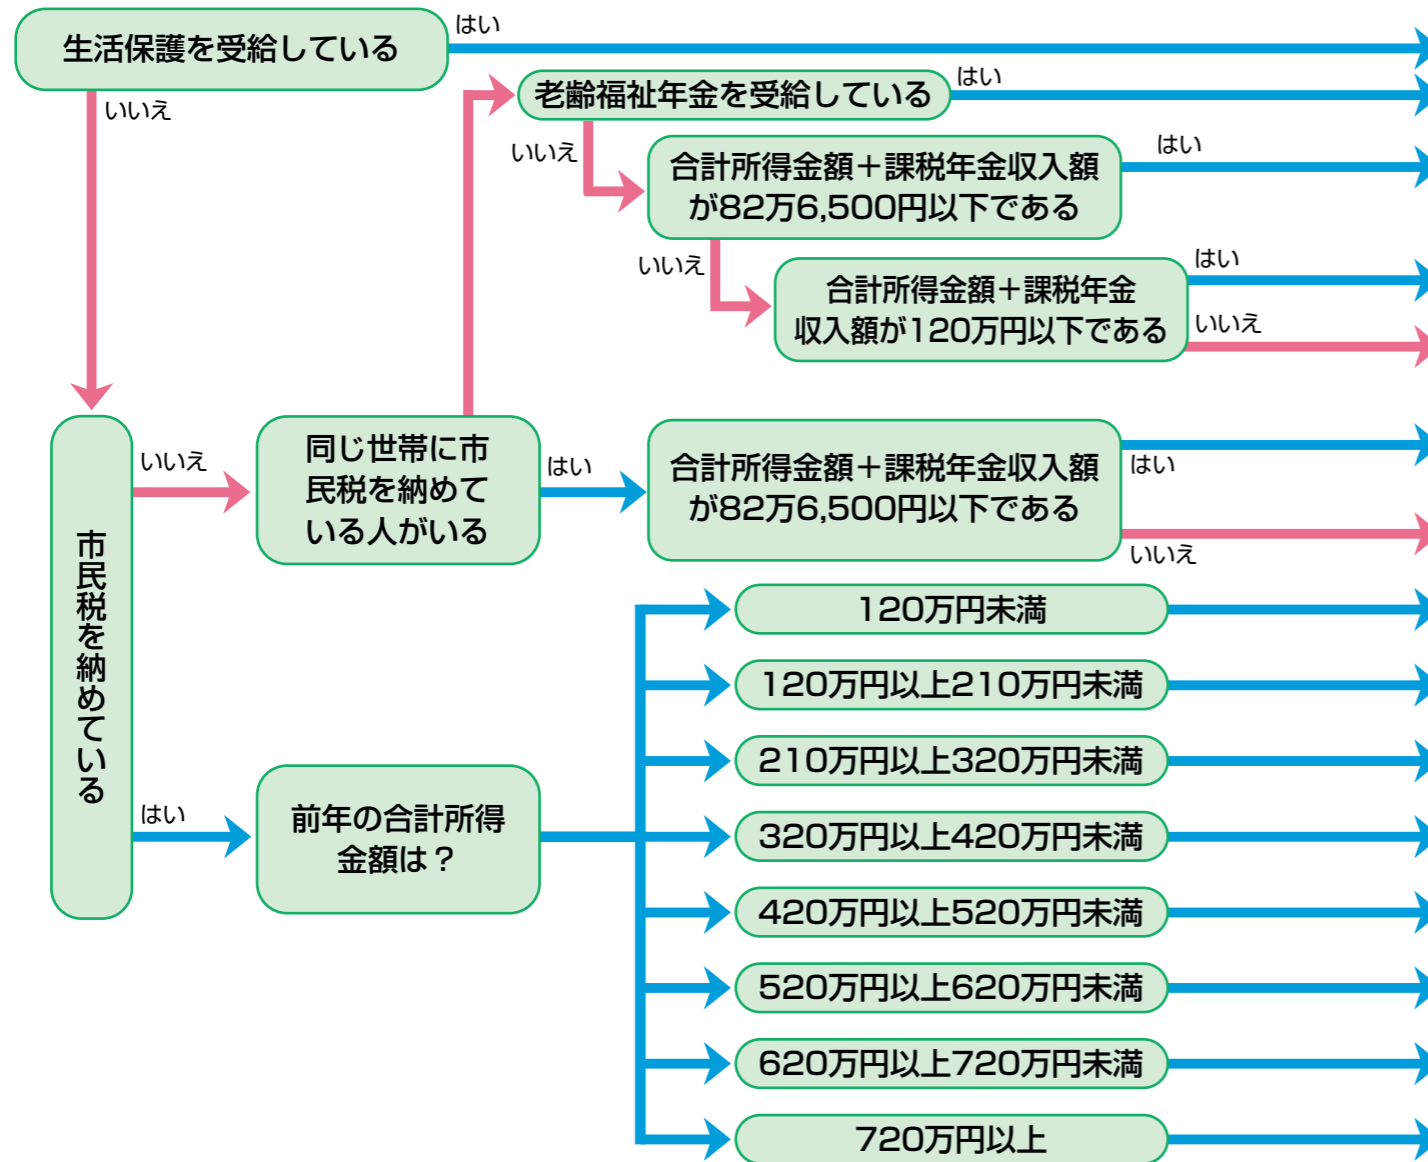 生活保護を受給している
はい
いいえ
老齢福祉年金を受給している
はい
いいえ
合計所得金額＋課税年金収入額
が82万6,500円以下である
はい
いいえ
合計所得金額＋課税年金
収入額が120万円以下である
はい
いいえ
市民税を納めている
いいえ
同じ世帯に市
民税を納めて
いる人がいる
はい
合計所得金額＋課税年金収入額
が82万6,500円以下である
はい
いいえ
はい
前年の合計所得
金額は？
120万円未満
120万円以上210万円未満
210万円以上320万円未満
320万円以上420万円未満
420万円以上520万円未満
520万円以上620万円未満
620万円以上720万円未満
720万円以上